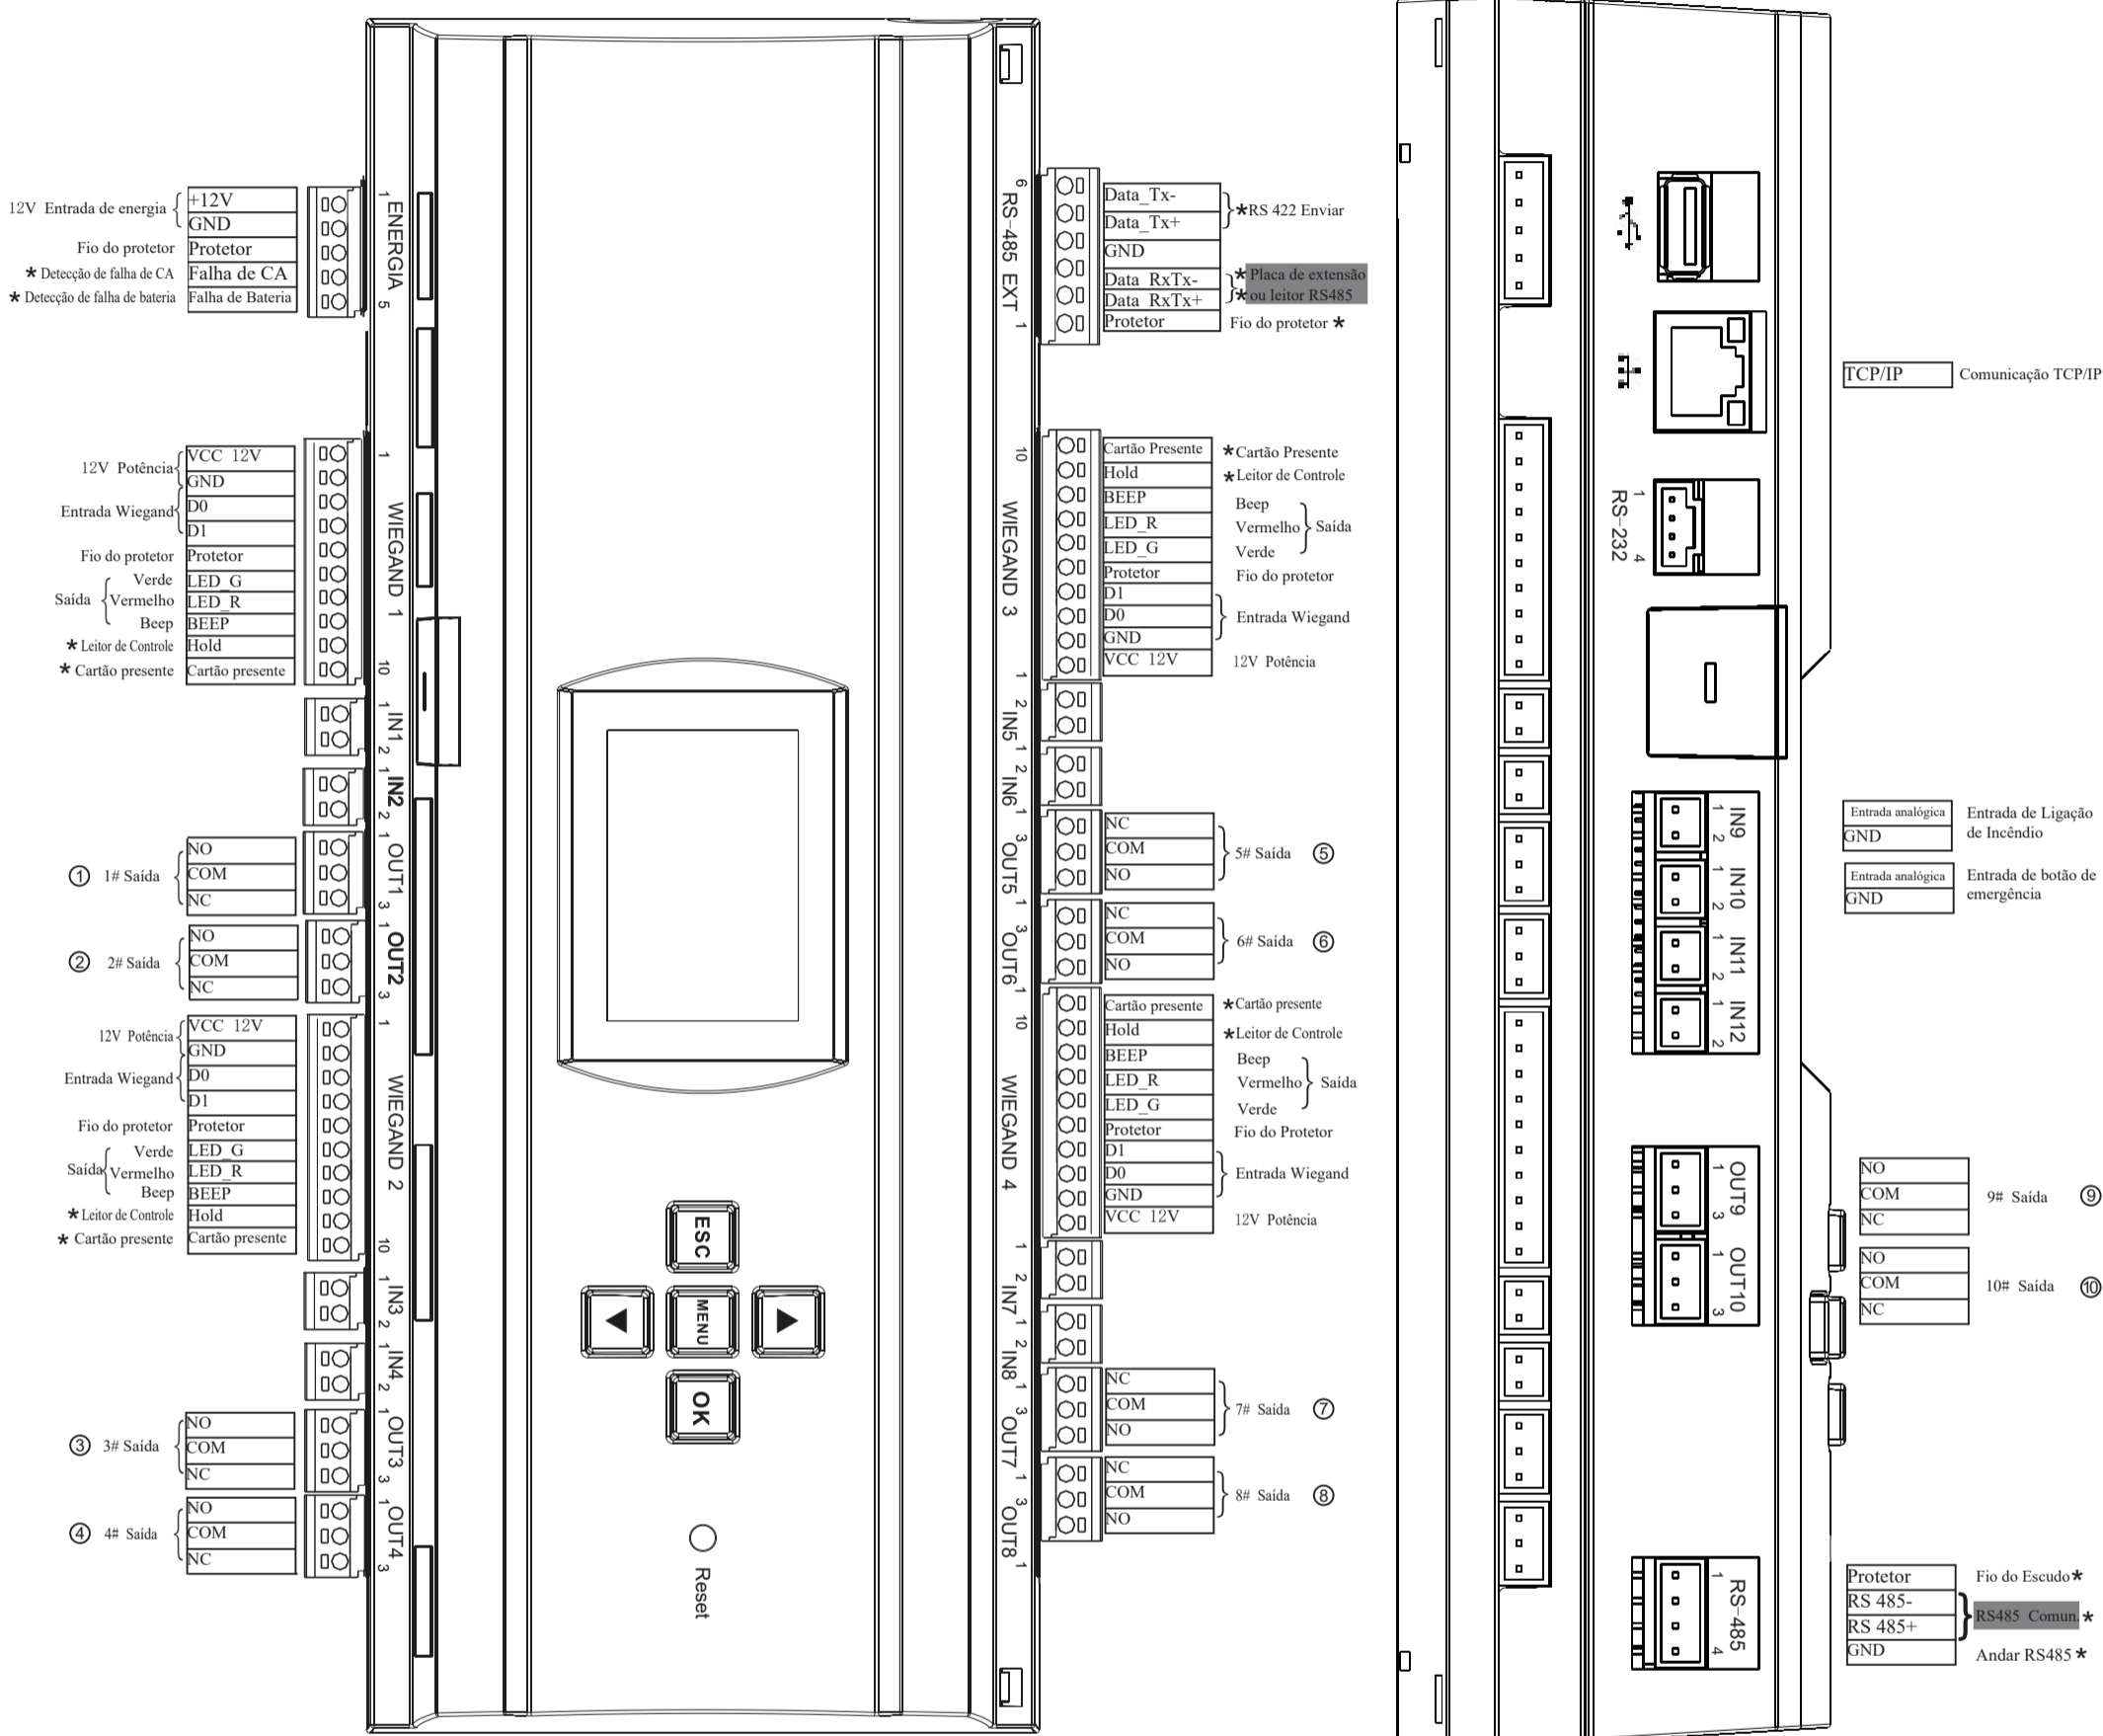 12V Entrada de energia
+12V
GND
Fio do protetor
Protetor
* Detecção de falha de CA
Falha de CA
* Detecção de falha de bateria
Falha de Bateria
1
ENERGIA
5
12V Potência
VCC 12V
GND
Entrada Wiegand
D0
D1
Fio do protetor
Protetor
Saída
Verde
LED_G
Vermelho
LED_R
Beep
BEEP
* Leitor de Controle
Hold
* Cartão presente
Cartão presente
1
WIEGAND 1
10
1
IN1
2
1
IN2
2
① 1# Saída
NO
COM
NC
1
OUT1
3
② 2# Saída
NO
COM
NC
1
OUT2
3
12V Potência
VCC 12V
GND
Entrada Wiegand
D0
D1
Fio do protetor
Protetor
Saída
Verde
LED_G
Vermelho
LED_R
Beep
BEEP
* Leitor de Controle
Hold
* Cartão presente
Cartão presente
1
WIEGAND 2
10
1
IN3
2
1
IN4
2
③ 3# Saída
NO
COM
NC
1
OUT3
3
④ 4# Saída
NO
COM
NC
1
OUT4
3
ESC
MENU
OK
Reset
6
RS-485 EXT
1
Data_Tx-
Data_Tx+
*RS 422 Enviar
GND
Data RxTx-
Data RxTx+
* Placa de extensão
* ou leitor RS485
Protetor
Fio do protetor *
10
WIEGAND 3
1
Cartão Presente
*Cartão Presente
Hold
*Leitor de Controle
BEEP
Beep
LED_R
Vermelho
Saída
LED_G
Verde
Protetor
Fio do protetor
D1
D0
Entrada Wiegand
GND
VCC 12V
12V Potência
2
IN5
1
2
IN6
1
3
OUT5
1
NC
COM
NO
5# Saída ⑤
3
OUT6
1
NC
COM
NO
6# Saída ⑥
10
WIEGAND 4
1
Cartão presente
*Cartão presente
Hold
*Leitor de Controle
BEEP
Beep
LED_R
Vermelho
Saída
LED_G
Verde
Protetor
Fio do Protetor
D1
D0
Entrada Wiegand
GND
VCC 12V
12V Potência
2
IN7
1
2
IN8
1
3
OUT7
1
NC
COM
NO
7# Saída ⑦
3
OUT8
1
NC
COM
NO
8# Saída ⑧
TCP/IP
Comunicação TCP/IP
1
RS-232
4
1
IN9
2
Entrada analógica
GND
Entrada de Ligação
de Incêndio
1
IN10
2
Entrada analógica
GND
Entrada de botão de
emergência
1
IN11
2
1
IN12
2
1
OUT9
3
NO
COM
NC
9# Saída ⑨
1
OUT10
3
NO
COM
NC
10# Saída ⑩
1
RS-485
4
Protetor
Fio do Escudo*
RS 485-
RS 485+
RS485 Comun.*
GND
Andar RS485*